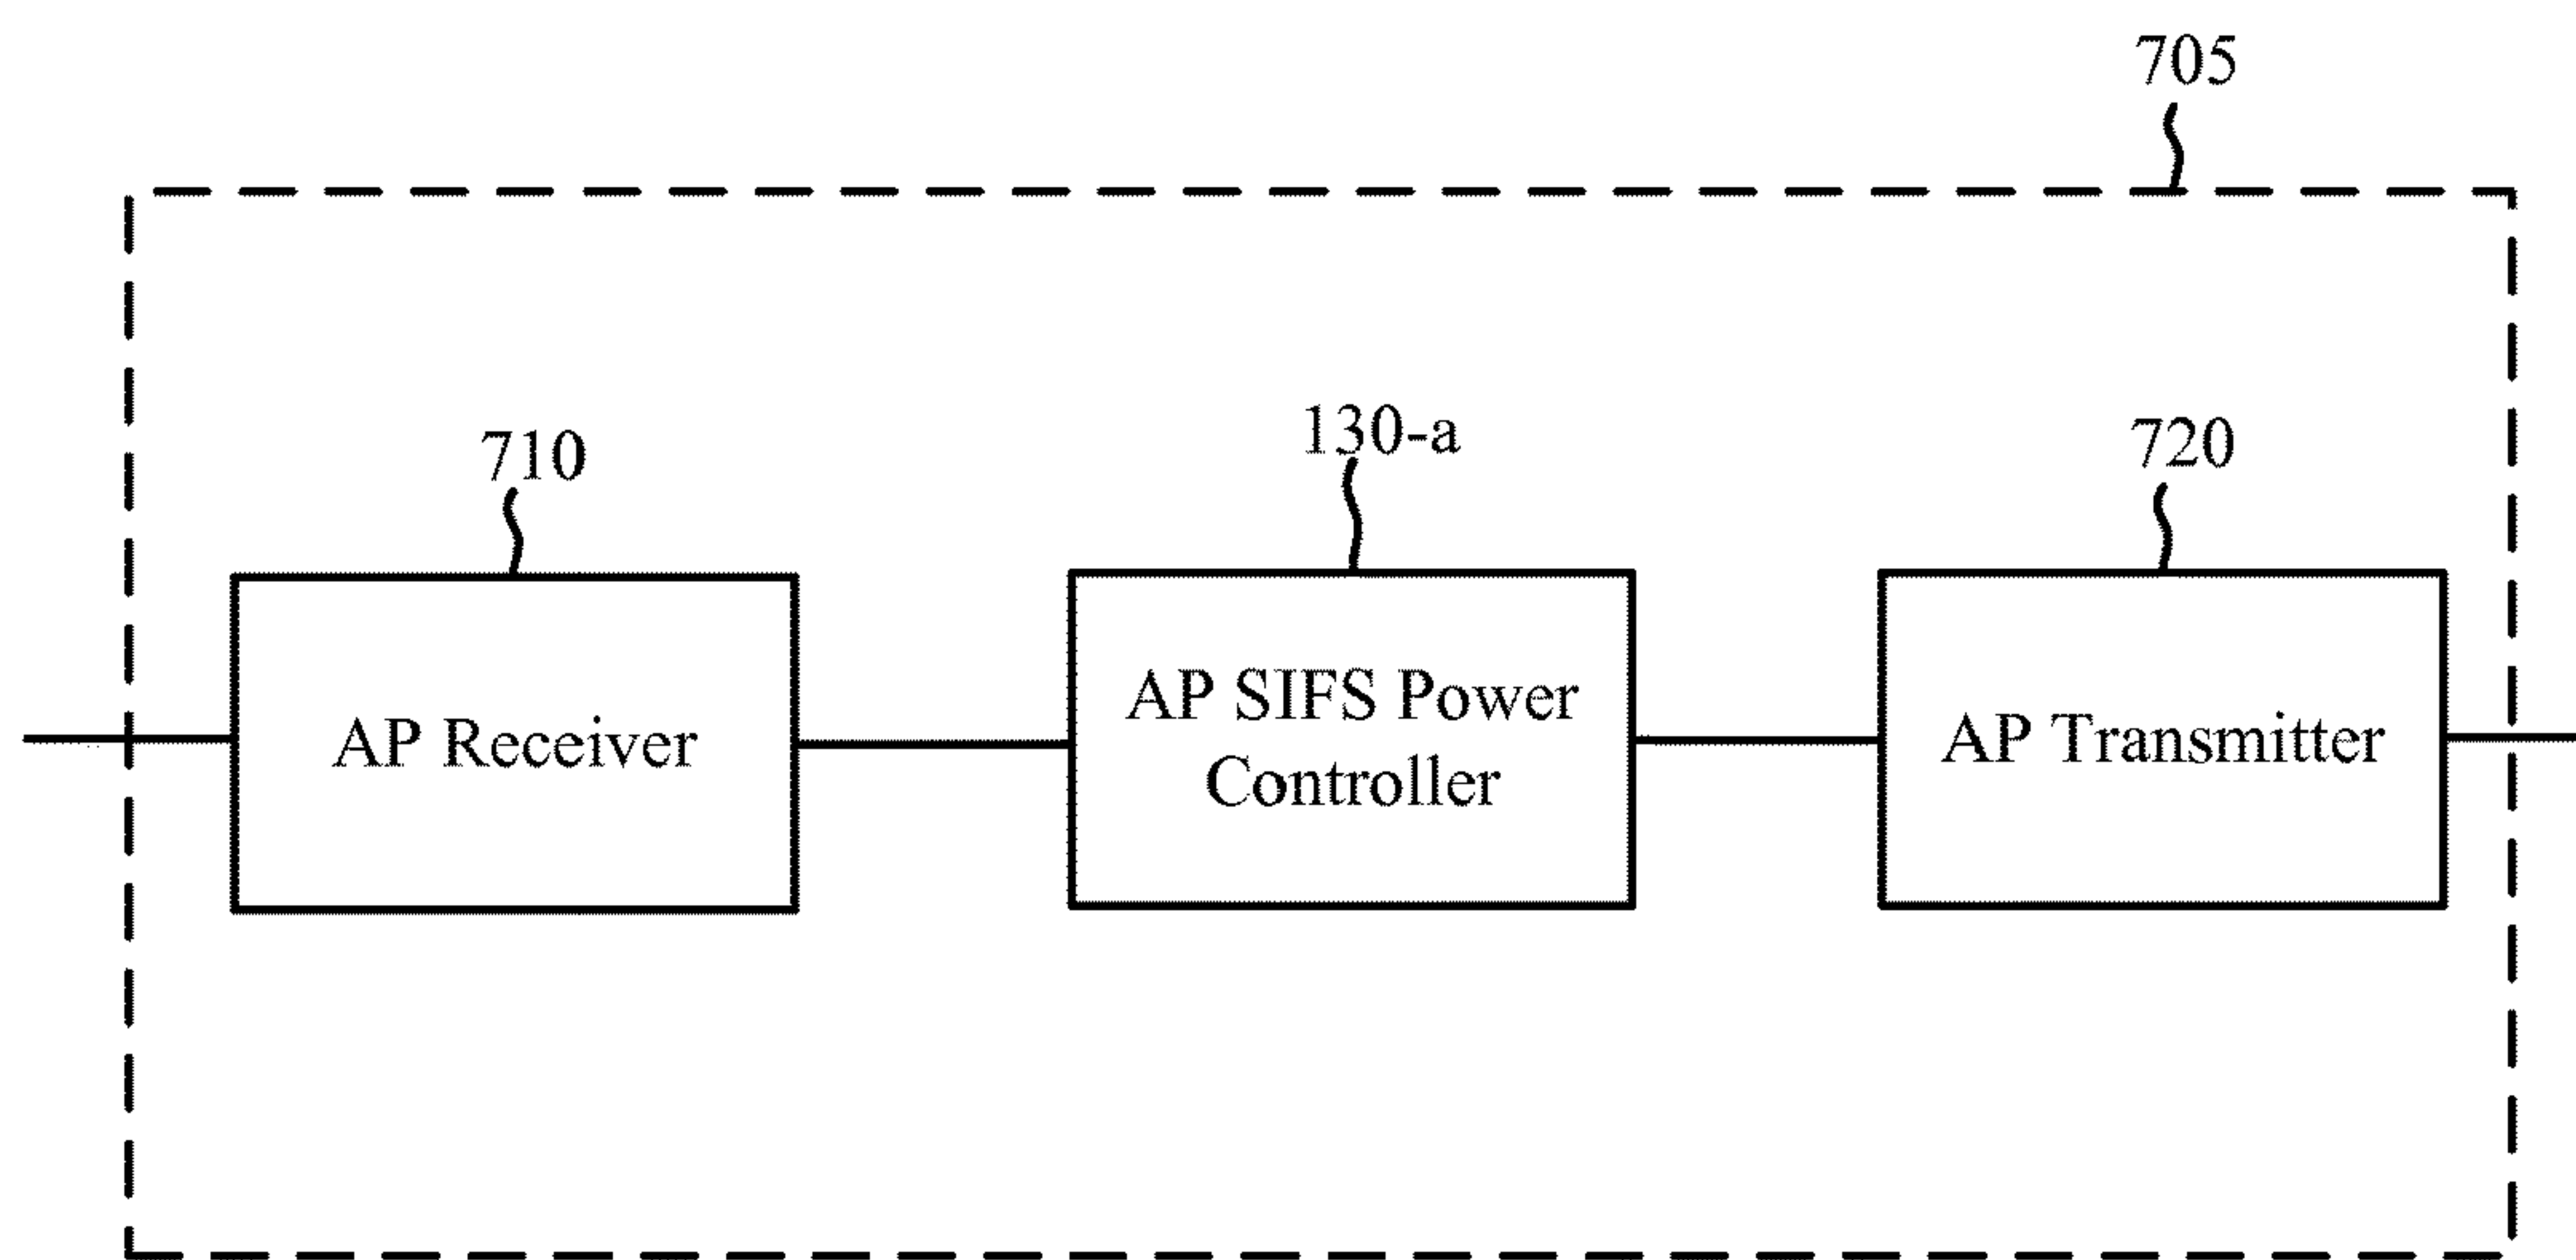 705
710
130-a
720
AP Receiver
AP SIFS Power
Controller
AP Transmitter